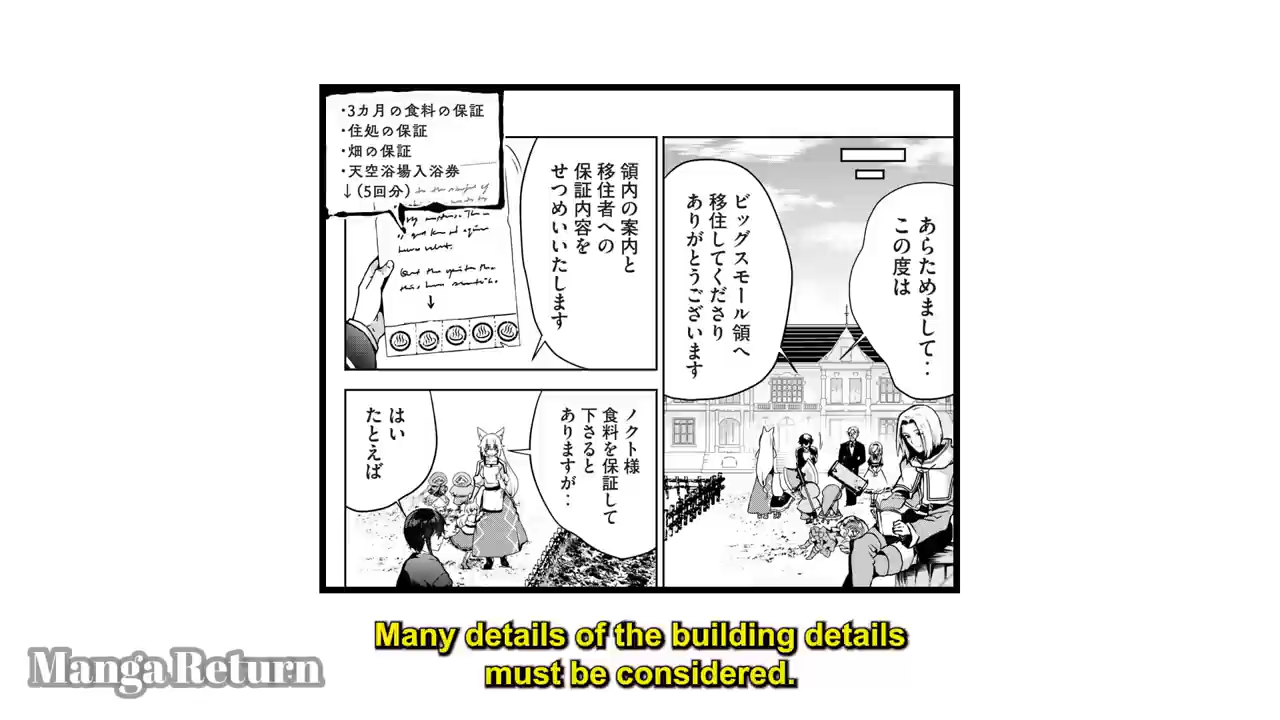 あらためまして‥
この度は
ビッグスモール領へ
移住してくださり
ありがとうございます
領内の案内と
移住者への
保証内容を
せつめいいたします
・3カ月の食料の保証
・住処の保証
・畑の保証
・天空浴場入浴券
↓(5回分)
↓
ノクト様
食料を保証して
下さると
ありますが‥
はい
たとえば
Many details of the building details
must be considered.
Manga Return